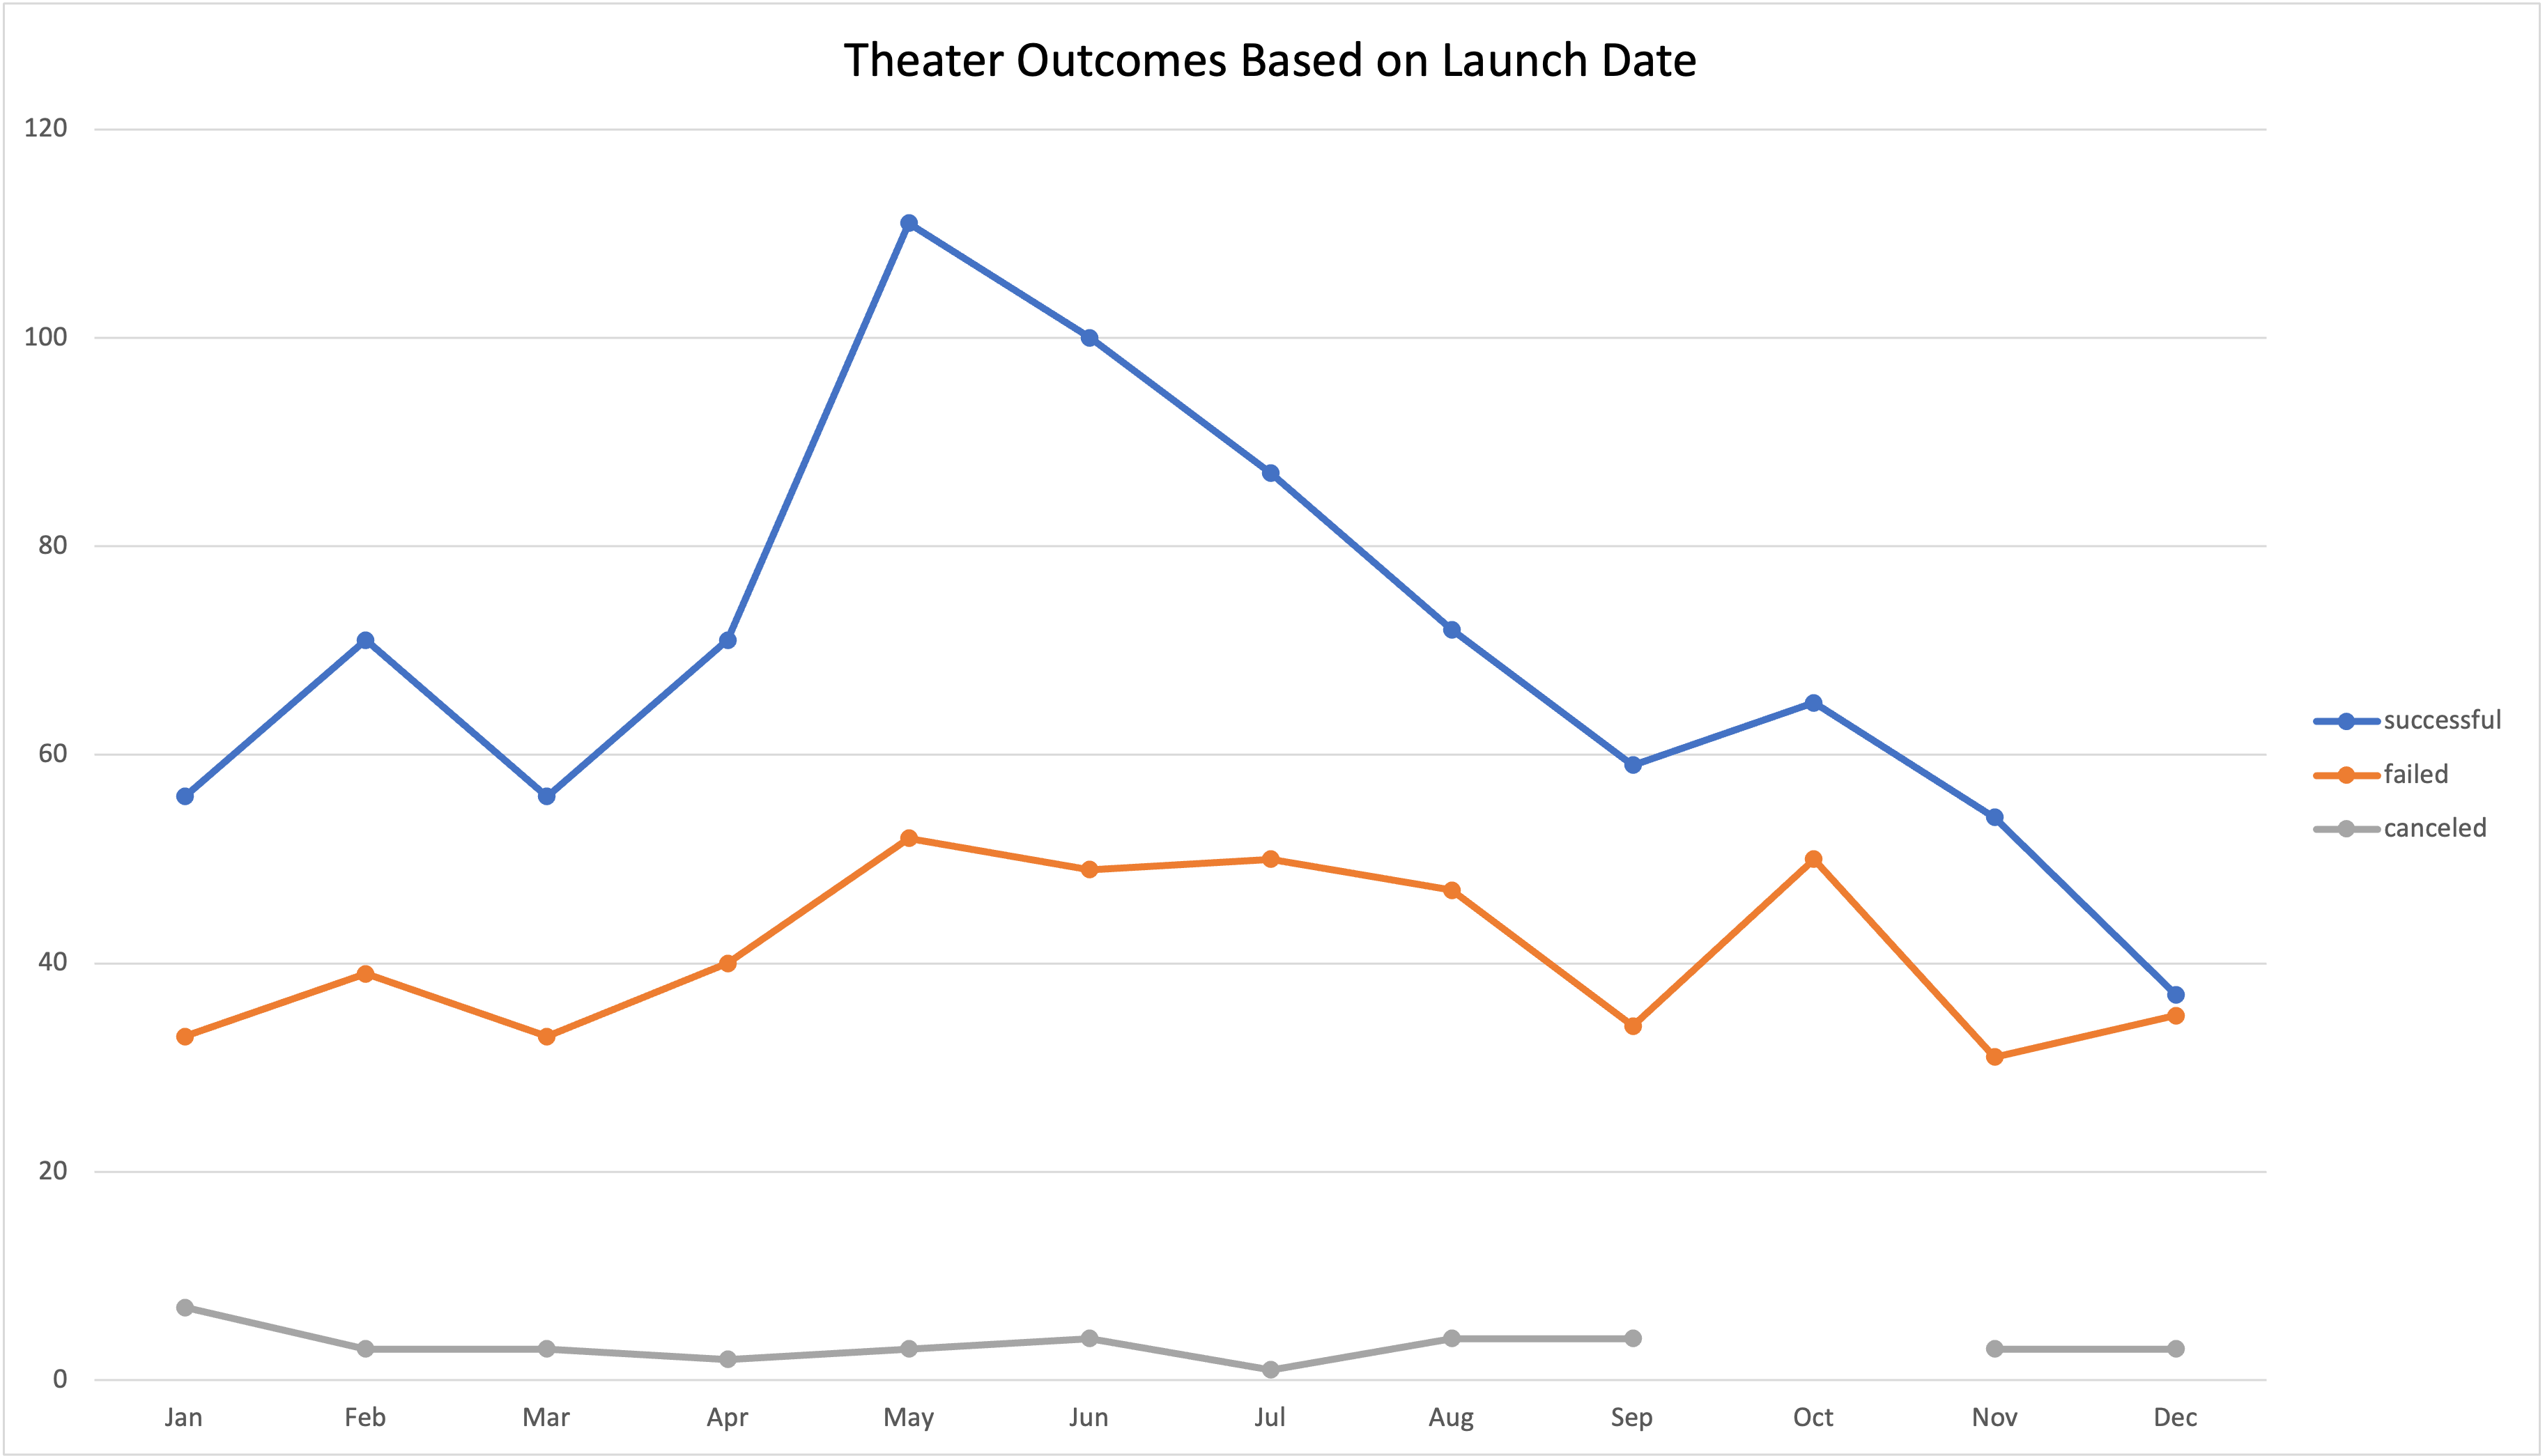 Theater Outcomes Based on Launch Date
120
100
80
60
40
20
0
Jan Feb Mar Apr May Jun Jul Aug Sep Oct Nov Dec
successful
failed
canceled